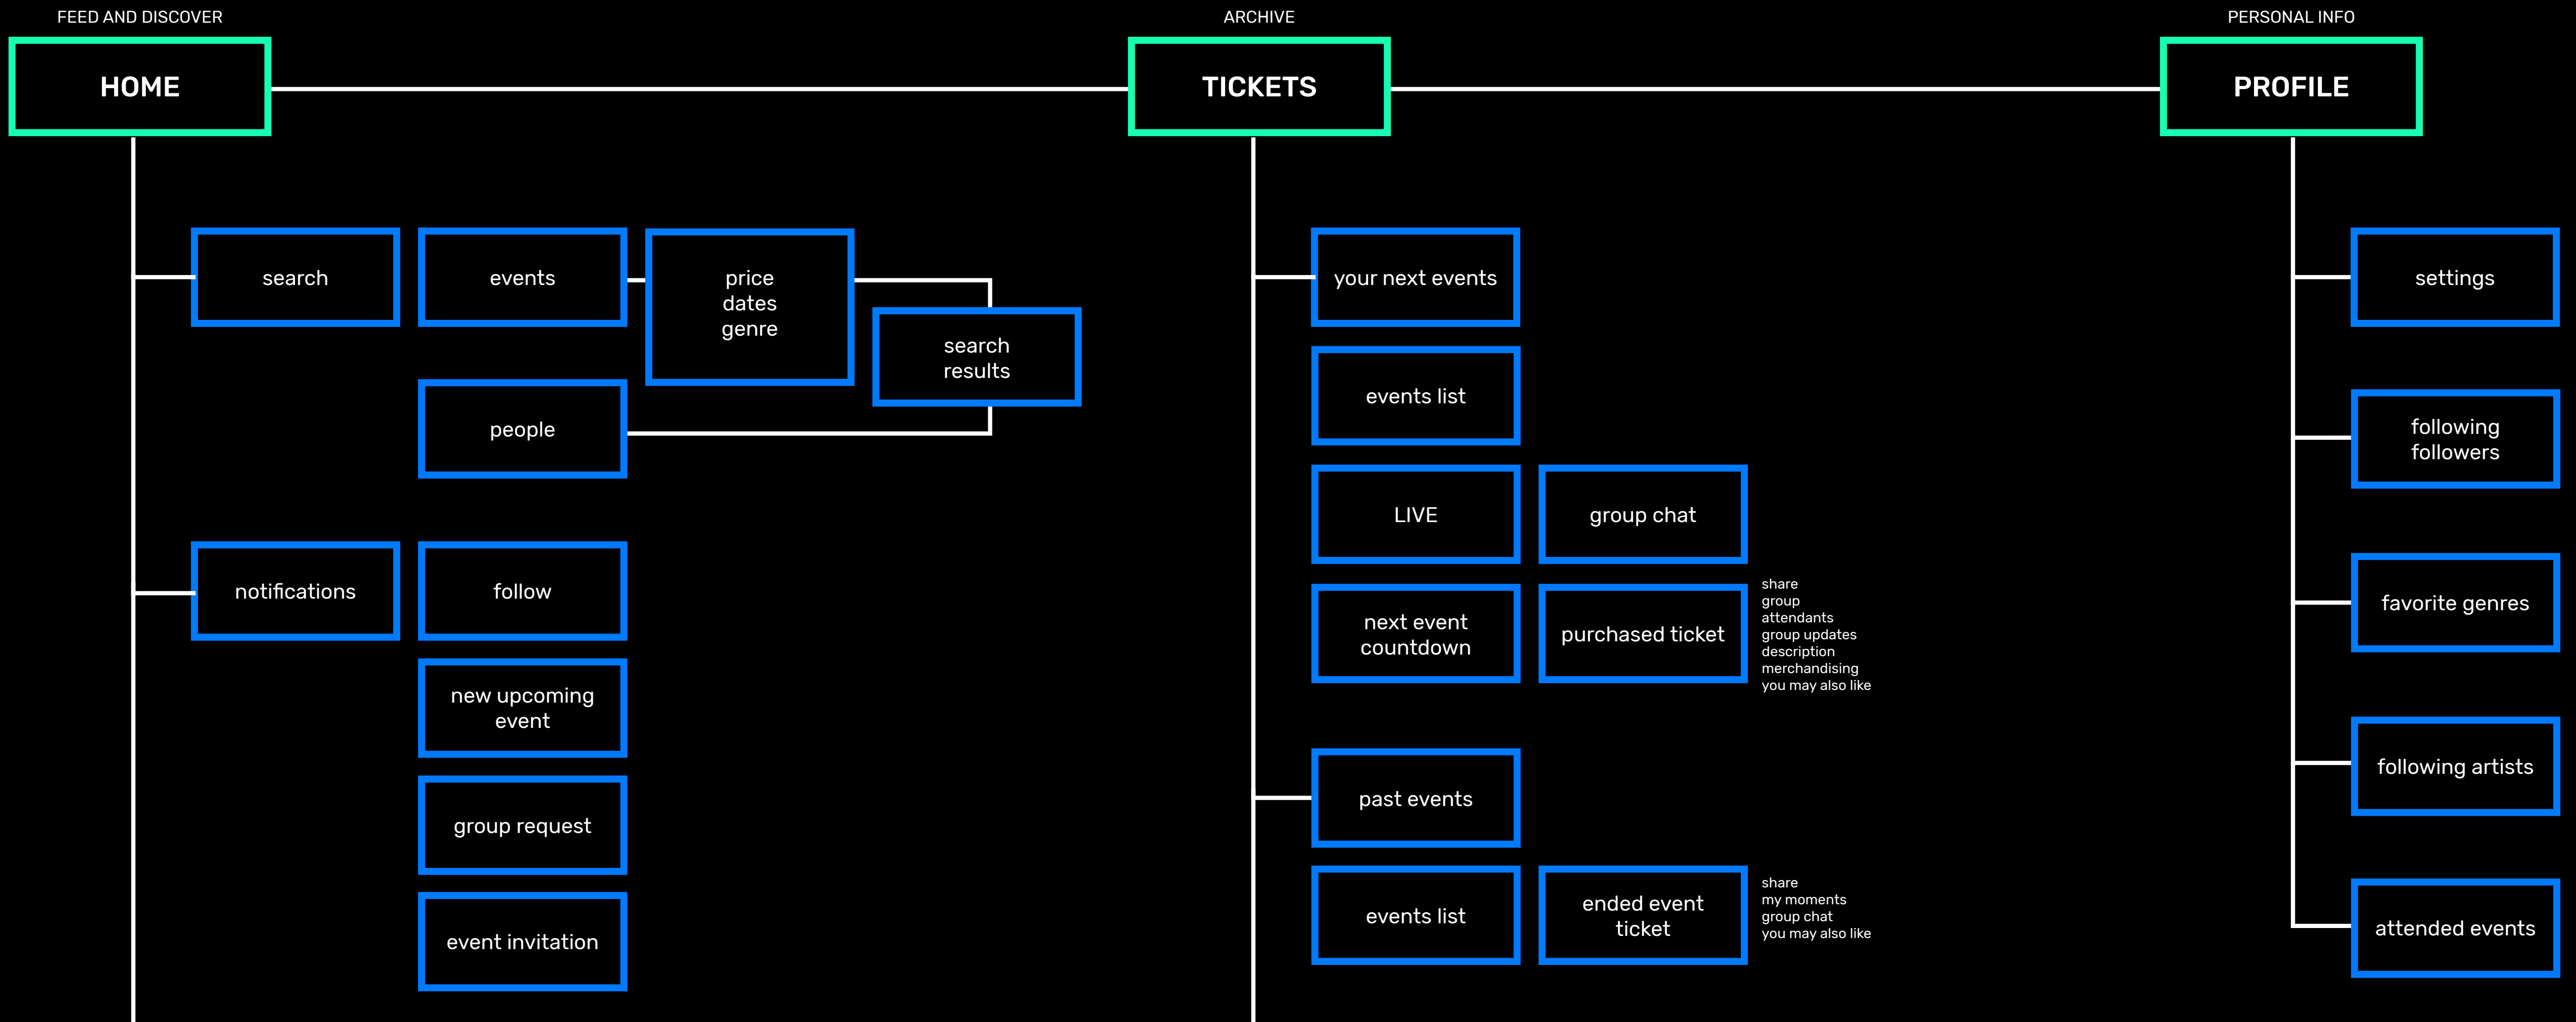 FEED AND DISCOVER
HOME
search
events
price
dates
genre
search
results
people
notifications
follow
new upcoming
event
group request
event invitation
ARCHIVE
TICKETS
your next events
events list
LIVE
group chat
next event
countdown
purchased ticket
share
group
attendants
group updates
description
merchandising
you may also like
past events
events list
ended event
ticket
share
my moments
group chat
you may also like
PERSONAL INFO
PROFILE
settings
following
followers
favorite genres
following artists
attended events